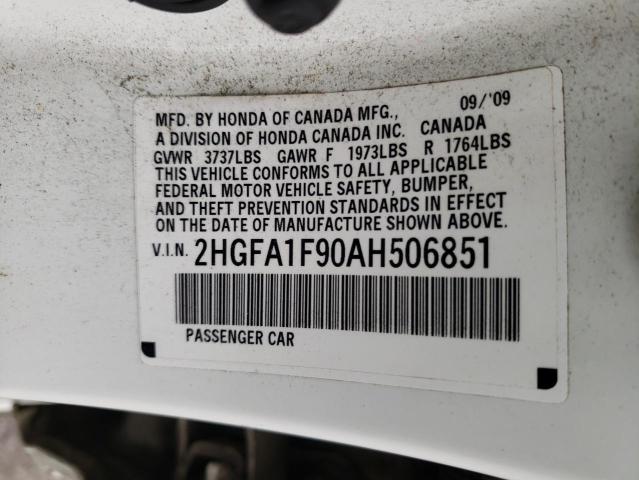 MFD. BY HONDA OF CANADA MFG., 09/'09
A DIVISION OF HONDA CANADA INC. CANADA
GVWR 3737LBS GAWR F 1973LBS R 1764LBS
THIS VEHICLE CONFORMS TO ALL APPLICABLE
FEDERAL MOTOR VEHICLE SAFETY, BUMPER,
AND THEFT PREVENTION STANDARDS IN EFFECT
ON THE DATE OF MANUFACTURE SHOWN ABOVE.
V.I.N. 2HGFA1F90AH506851
PASSENGER CAR